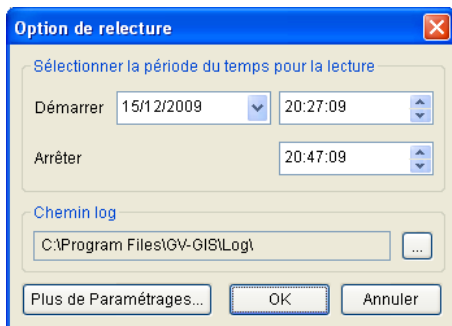 Option de relecture
Sélectionner la période du temps pour la lecture
Démarrer 15/12/2009 20:27:09
Arrêter 20:47:09
Chemin log
C:\Program Files\GV-GIS\Log\ ...
Plus de Paramétrages... OK Annuler